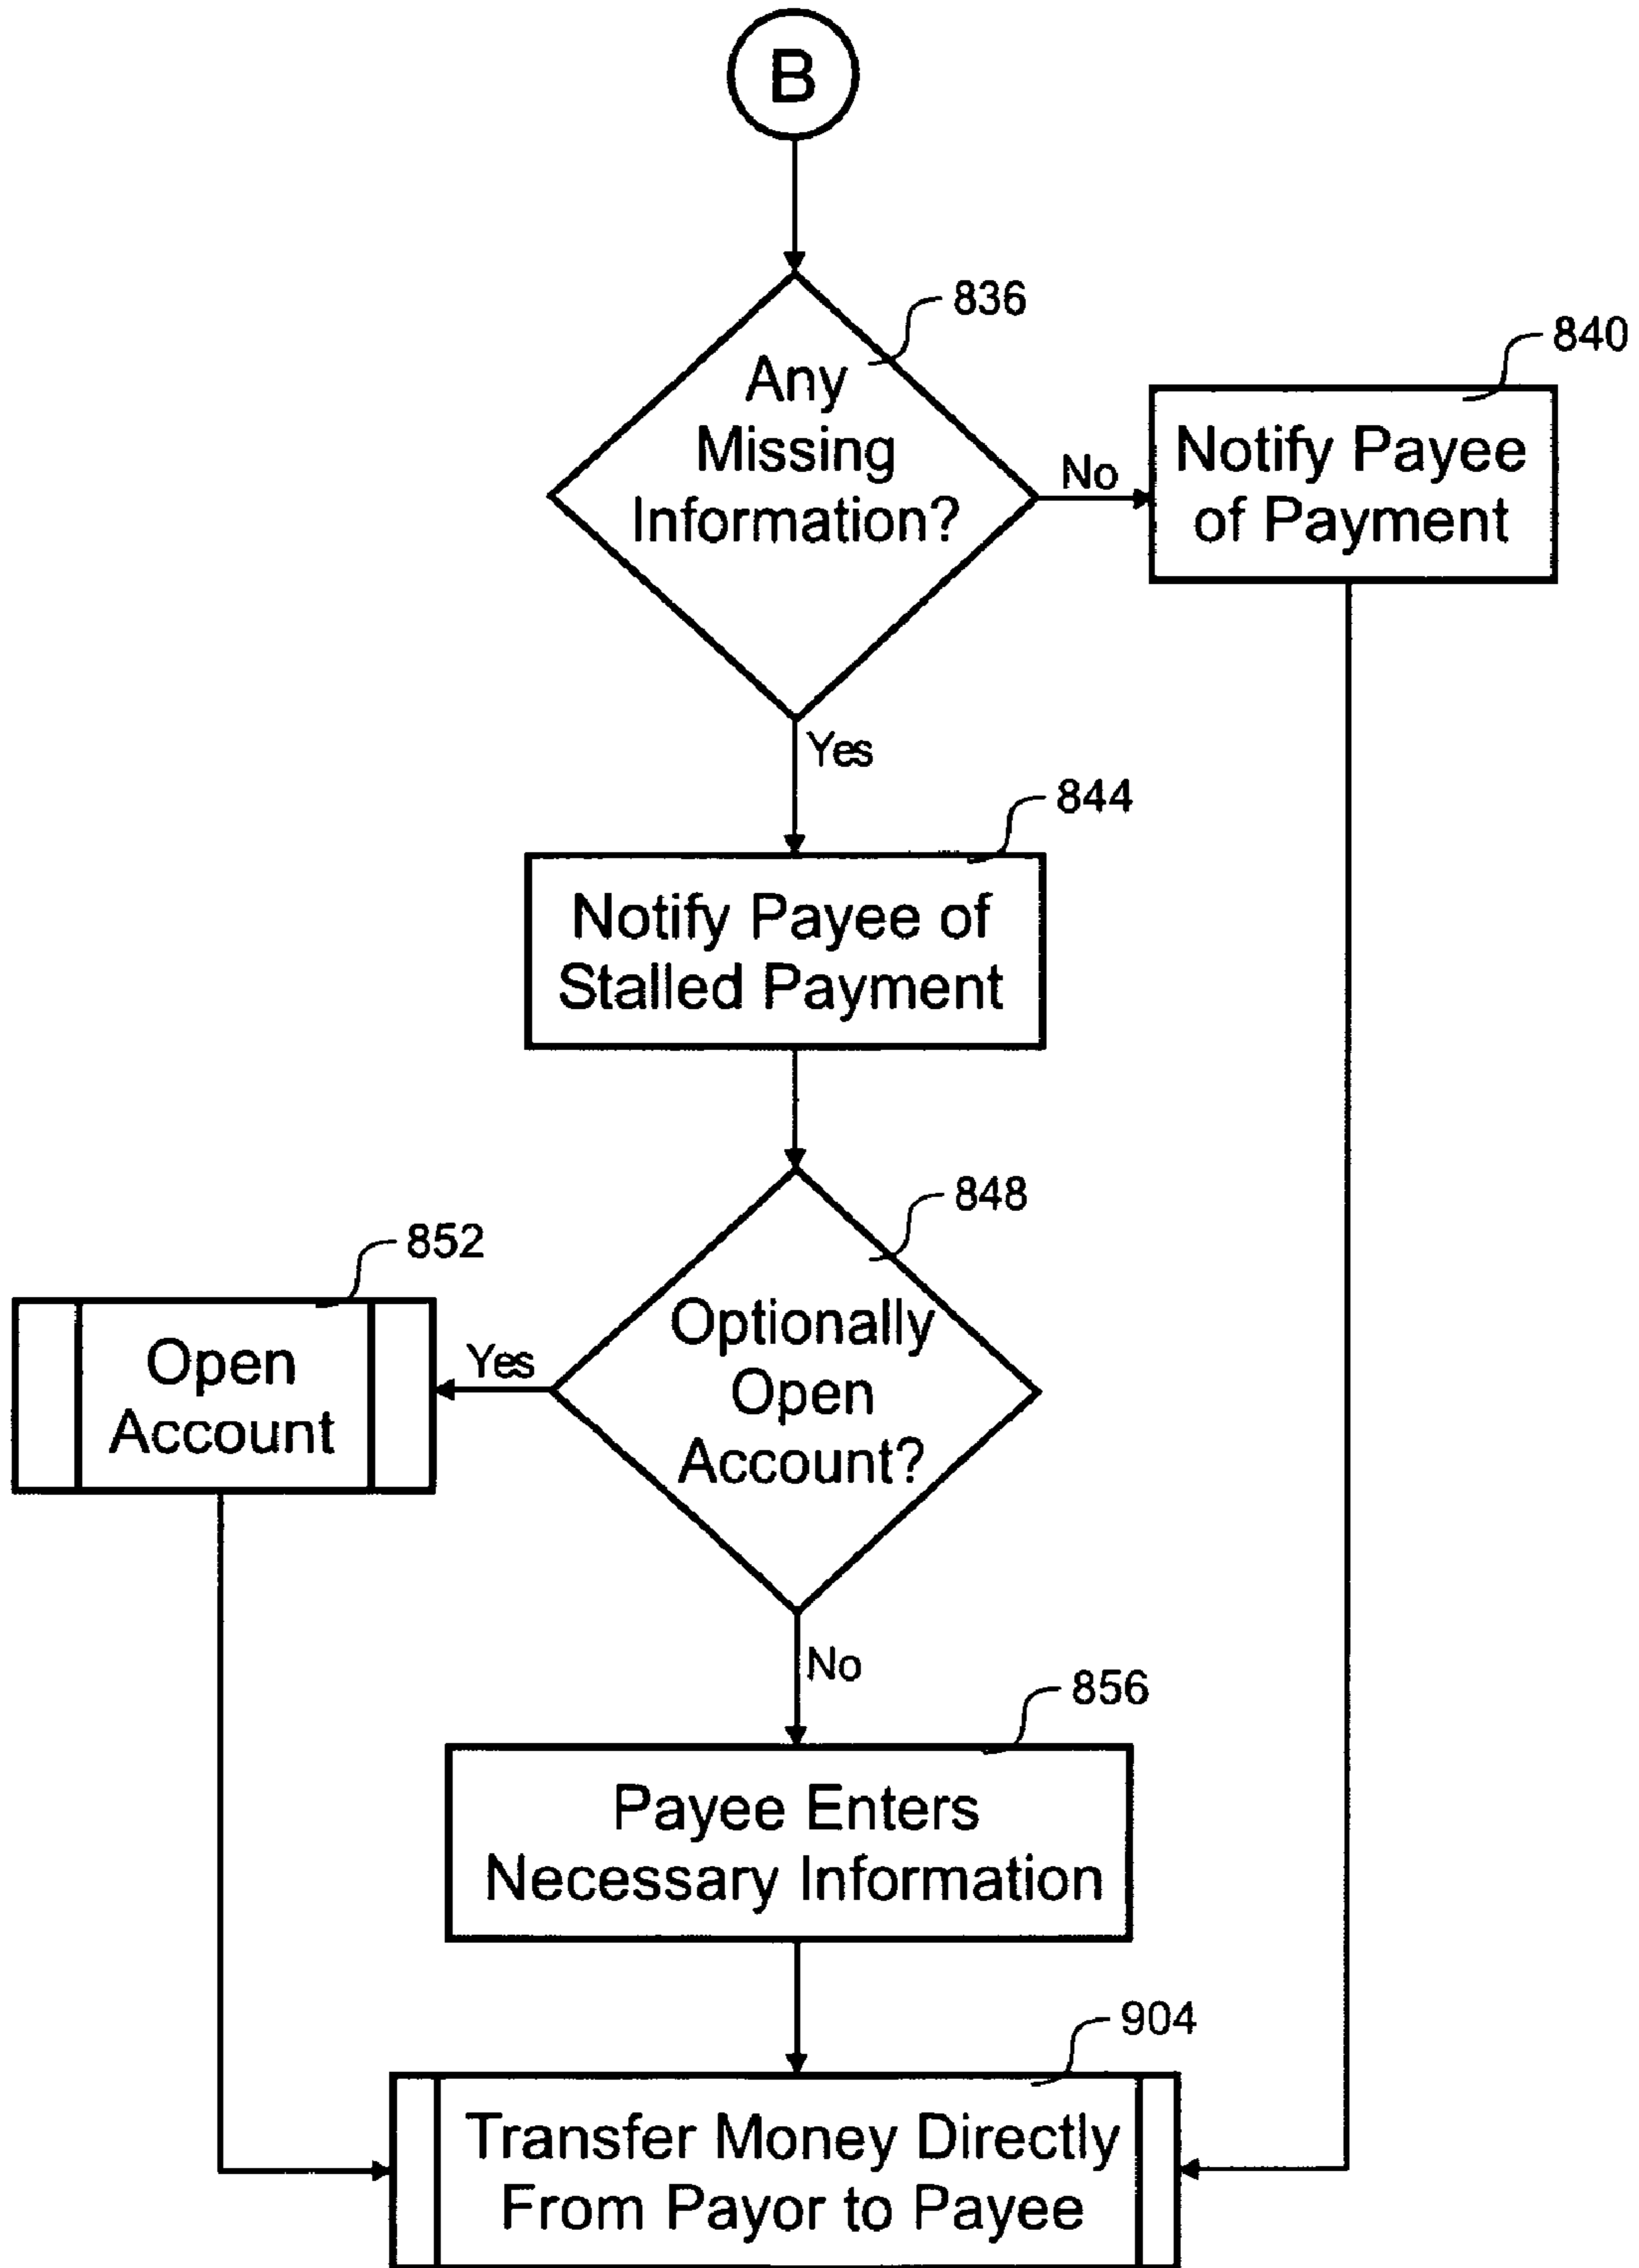 B
836
Any
Missing
Information?
No
840
Notify Payee
of Payment
Yes
844
Notify Payee of
Stalled Payment
848
Optionally
Open
Account?
852
Open
Account
Yes
No
856
Payee Enters
Necessary Information
904
Transfer Money Directly
From Payor to Payee